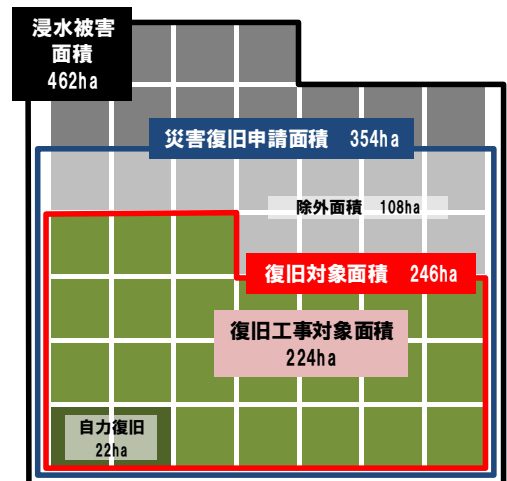 浸水被害
面積
462ha
災害復旧申請面積 354ha
除外面積 108ha
復旧対象面積 246ha
復旧工事対象面積
224ha
自力復旧
22ha